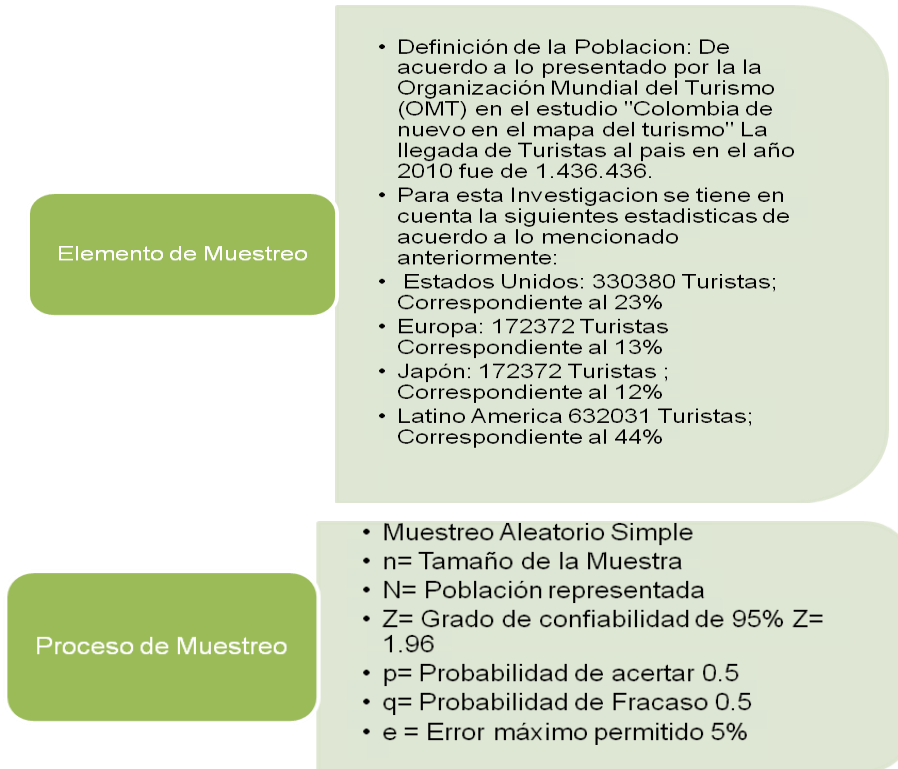 • Definición de la Poblacion: De
acuerdo a lo presentado por la la
Organización Mundial del Turismo
(OMT) en el estudio "Colombia de
nuevo en el mapa del turismo" La
llegada de Turistas al pais en el año
2010 fue de 1.436.436.
• Para esta Investigacion se tiene en
cuenta la siguientes estadisticas de
acuerdo a lo mencionado
anteriormente:
• Estados Unidos: 330380 Turistas;
Correspondiente al 23%
• Europa: 172372 Turistas
Correspondiente al 13%
• Japón: 172372 Turistas ;
Correspondiente al 12%
• Latino America 632031 Turistas;
Correspondiente al 44%
Elemento de Muestreo
• Muestreo Aleatorio Simple
• n= Tamaño de la Muestra
• N= Población representada
• Z= Grado de confiabilidad de 95% Z=
1.96
• p= Probabilidad de acertar 0.5
• q= Probabilidad de Fracaso 0.5
• e = Error máximo permitido 5%
Proceso de Muestreo